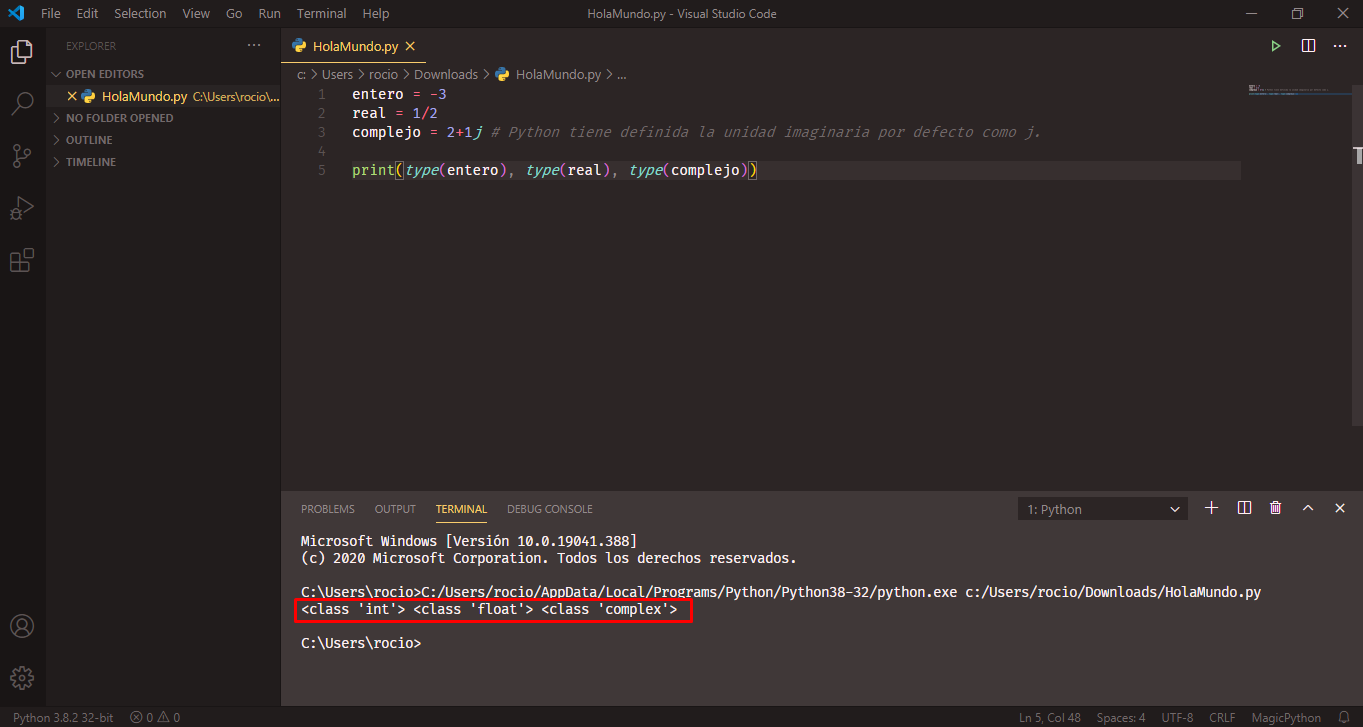 File Edit Selection View Go Run Terminal Help HolaMundo.py - Visual Studio Code
EXPLORER ...
OPEN EDITORS
HolaMundo.py C:\Users\rocio\...
NO FOLDER OPENED
OUTLINE
TIMELINE
HolaMundo.py
c: > Users > rocio > Downloads > HolaMundo.py > ...
1 entero = -3
2 real = 1/2
3 complejo = 2+1j # Python tiene definida la unidad imaginaria por defecto como j.
4
5 print(type(entero), type(real), type(complejo))
PROBLEMS OUTPUT TERMINAL DEBUG CONSOLE 1: Python
Microsoft Windows [Versión 10.0.19041.388]
(c) 2020 Microsoft Corporation. Todos los derechos reservados.
C:\Users\rocio>C:/Users/rocio/AppData/Local/Programs/Python/Python38-32/python.exe c:/Users/rocio/Downloads/HolaMundo.py
<class 'int'> <class 'float'> <class 'complex'>
C:\Users\rocio>
Python 3.8.2 32-bit 0 0 Ln 5, Col 48 Spaces: 4 UTF-8 CRLF MagicPython